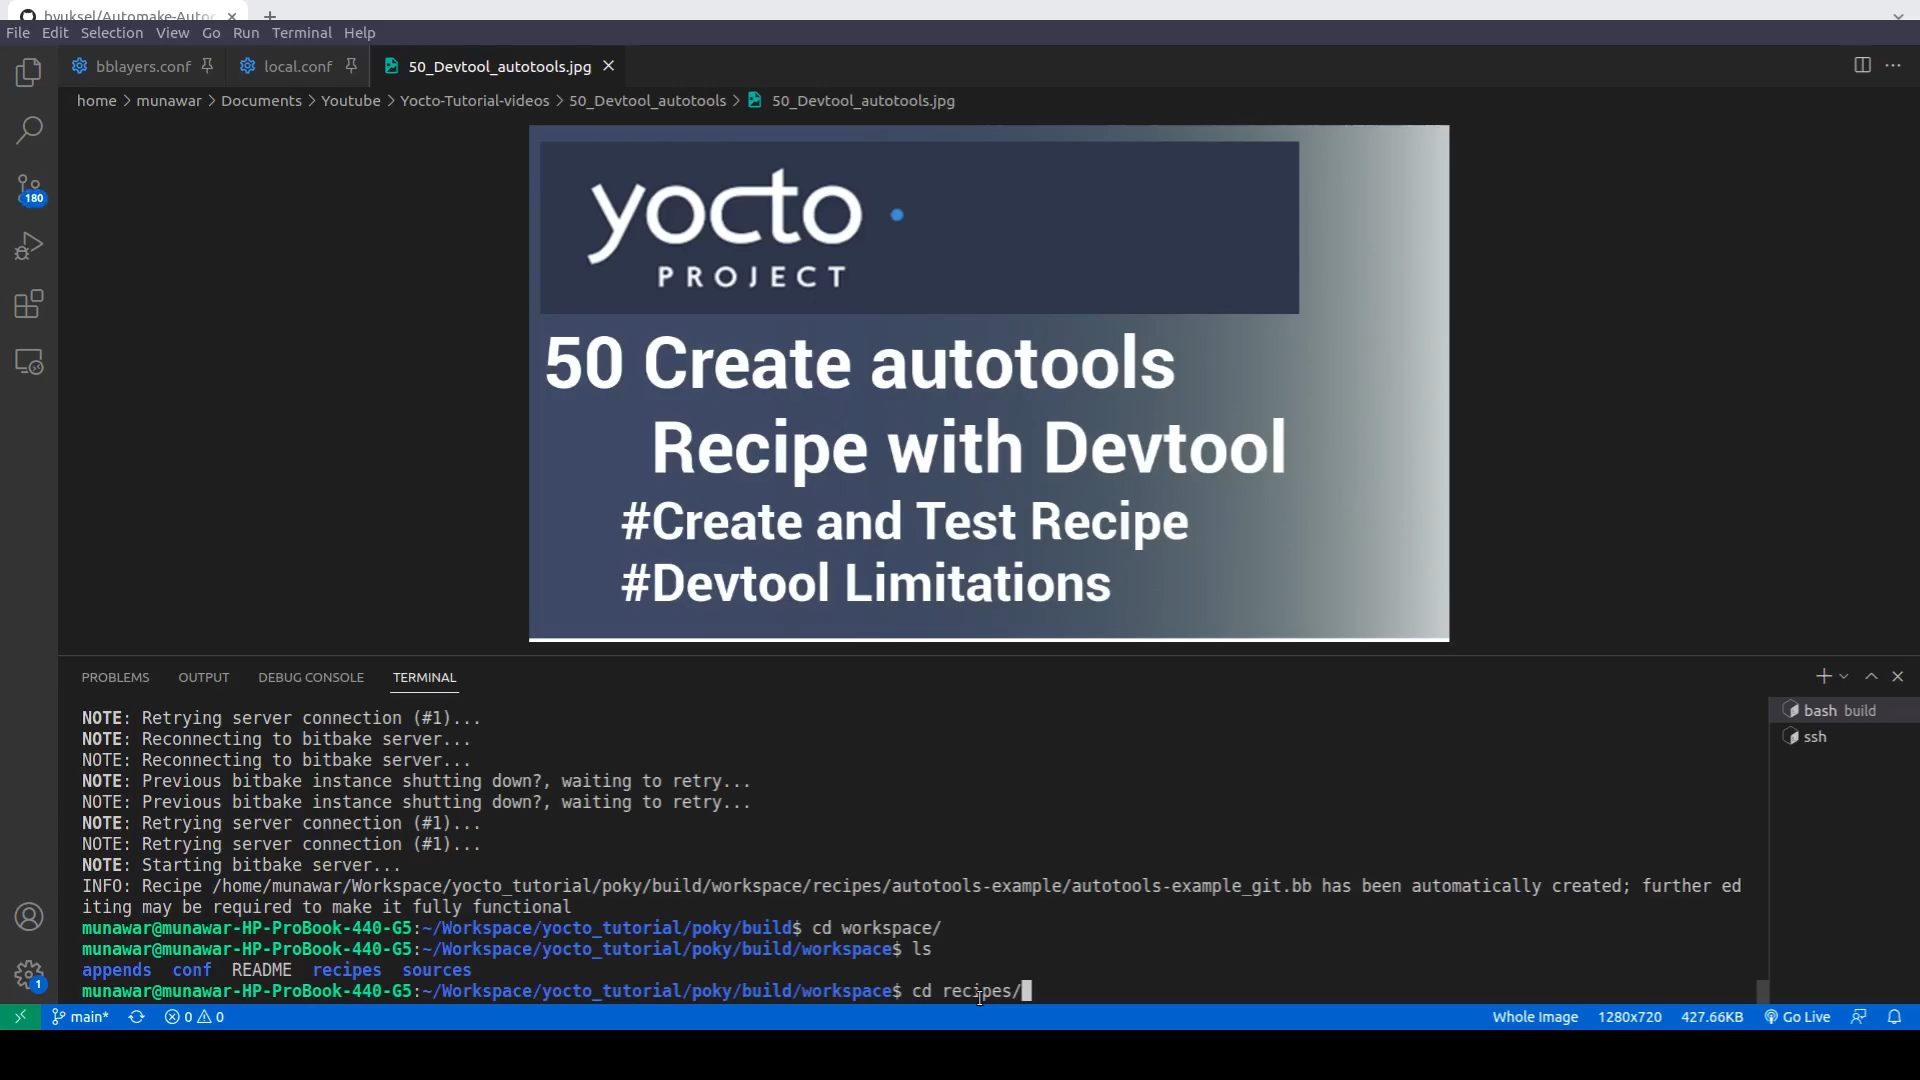 byuksel/Automake-Autoc
File Edit Selection View Go Run Terminal Help
bblayers.conf local.conf 50_Devtool_autotools.jpg
home > munawar > Documents > Youtube > Yocto-Tutorial-videos > 50_Devtool_autotools > 50_Devtool_autotools.jpg
180
yocto
PROJECT
50 Create autotools
Recipe with Devtool
#Create and Test Recipe
#Devtool Limitations
PROBLEMS OUTPUT DEBUG CONSOLE TERMINAL
bash build
ssh
NOTE: Retrying server connection (#1)...
NOTE: Reconnecting to bitbake server...
NOTE: Reconnecting to bitbake server...
NOTE: Previous bitbake instance shutting down?, waiting to retry...
NOTE: Previous bitbake instance shutting down?, waiting to retry...
NOTE: Retrying server connection (#1)...
NOTE: Retrying server connection (#1)...
NOTE: Starting bitbake server...
INFO: Recipe /home/munawar/Workspace/yocto_tutorial/poky/build/workspace/recipes/autotools-example/autotools-example_git.bb has been automatically created; further ed
iting may be required to make it fully functional
munawar@munawar-HP-ProBook-440-G5:~/Workspace/yocto_tutorial/poky/build$ cd workspace/
munawar@munawar-HP-ProBook-440-G5:~/Workspace/yocto_tutorial/poky/build/workspace$ ls
appends conf README recipes sources
munawar@munawar-HP-ProBook-440-G5:~/Workspace/yocto_tutorial/poky/build/workspace$ cd recipes/
1
main* 0 0 Whole Image 1280x720 427.66KB Go Live